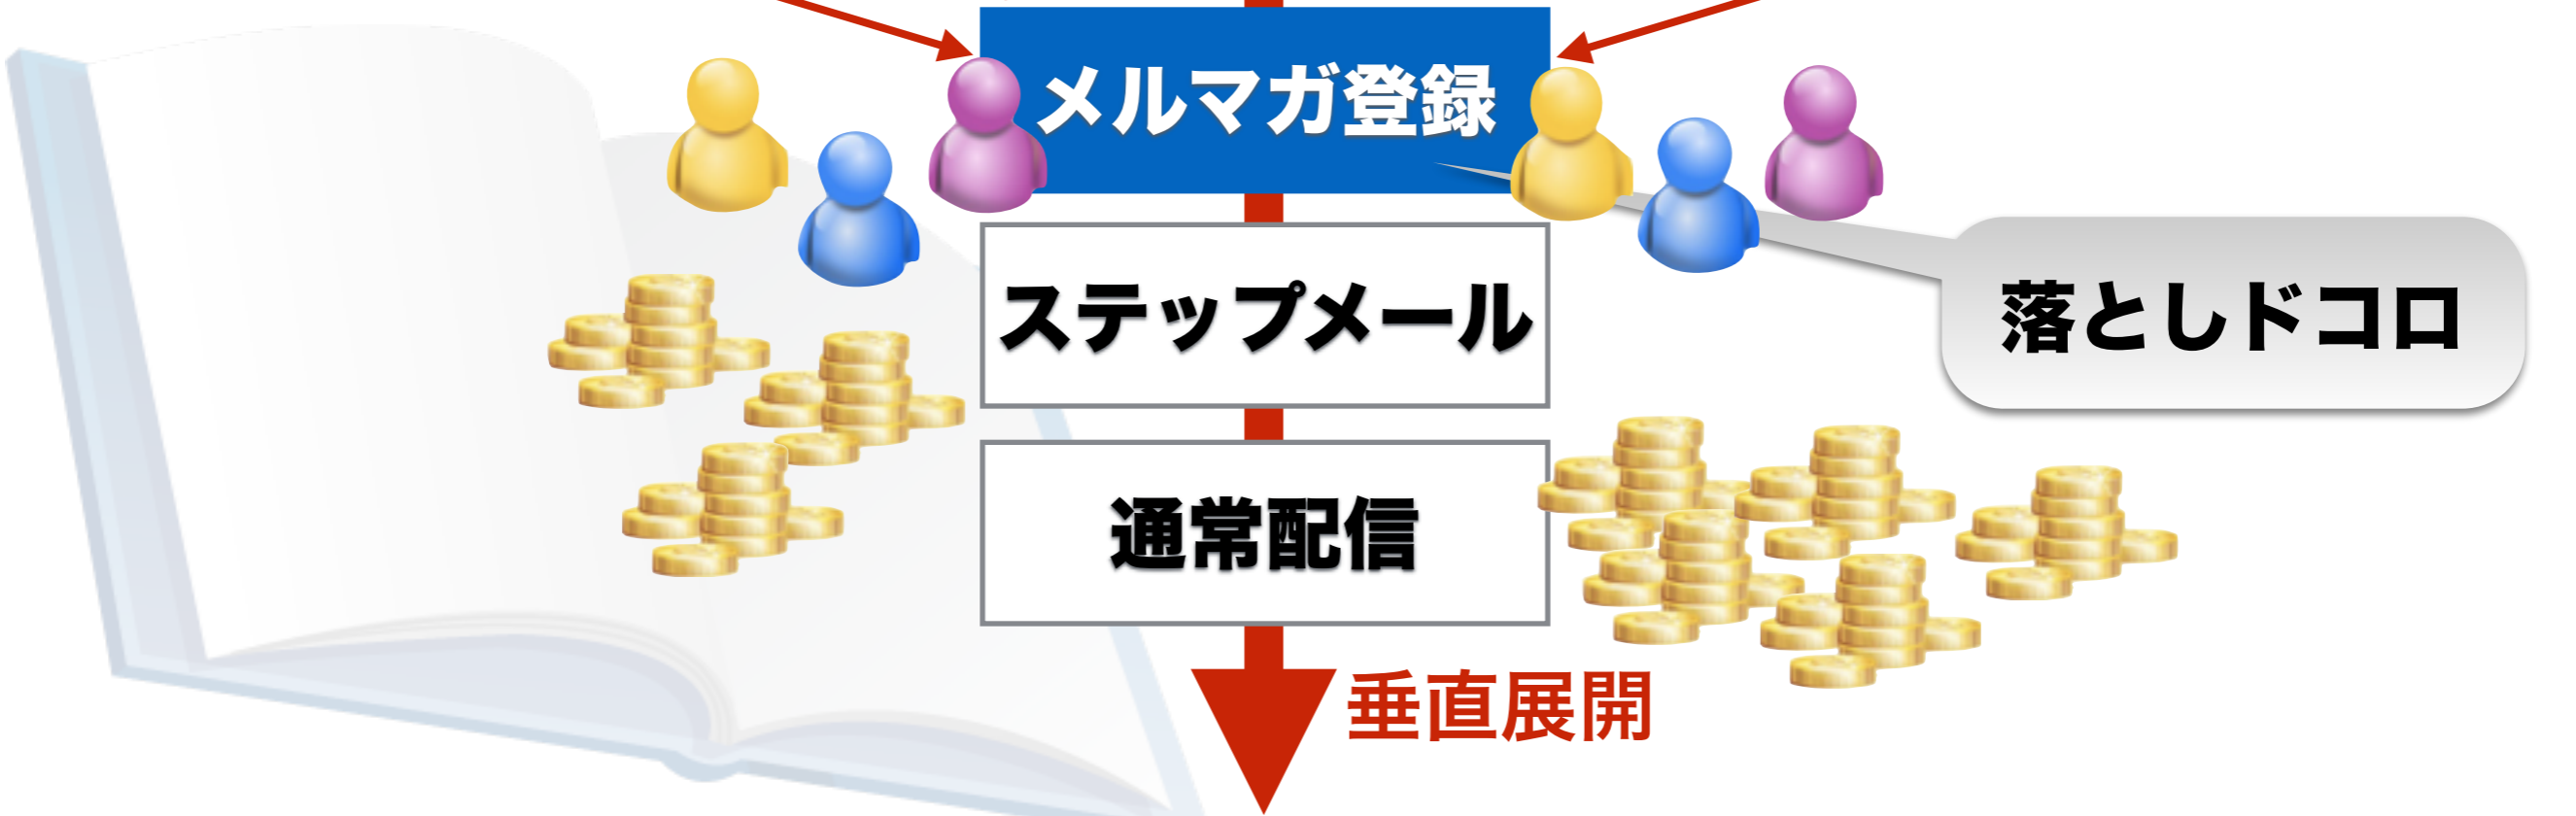 メルマガ登録
ステップメール
落としドコロ
通常配信
垂直展開